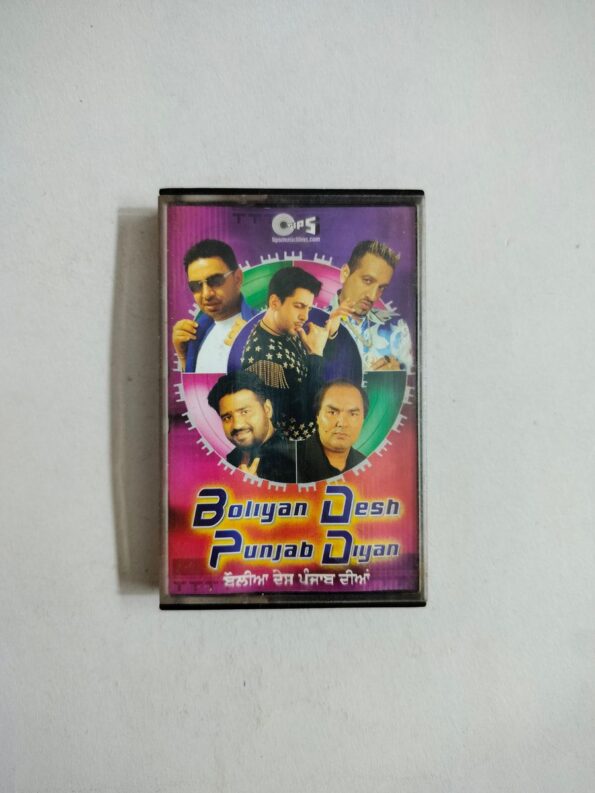 TIPS
tipsmusicfilms.com
Boliyan Desh
Punjab Diyan
ਬੋਲੀਆ ਦੇਸ ਪੰਜਾਬ ਦੀਆਂ